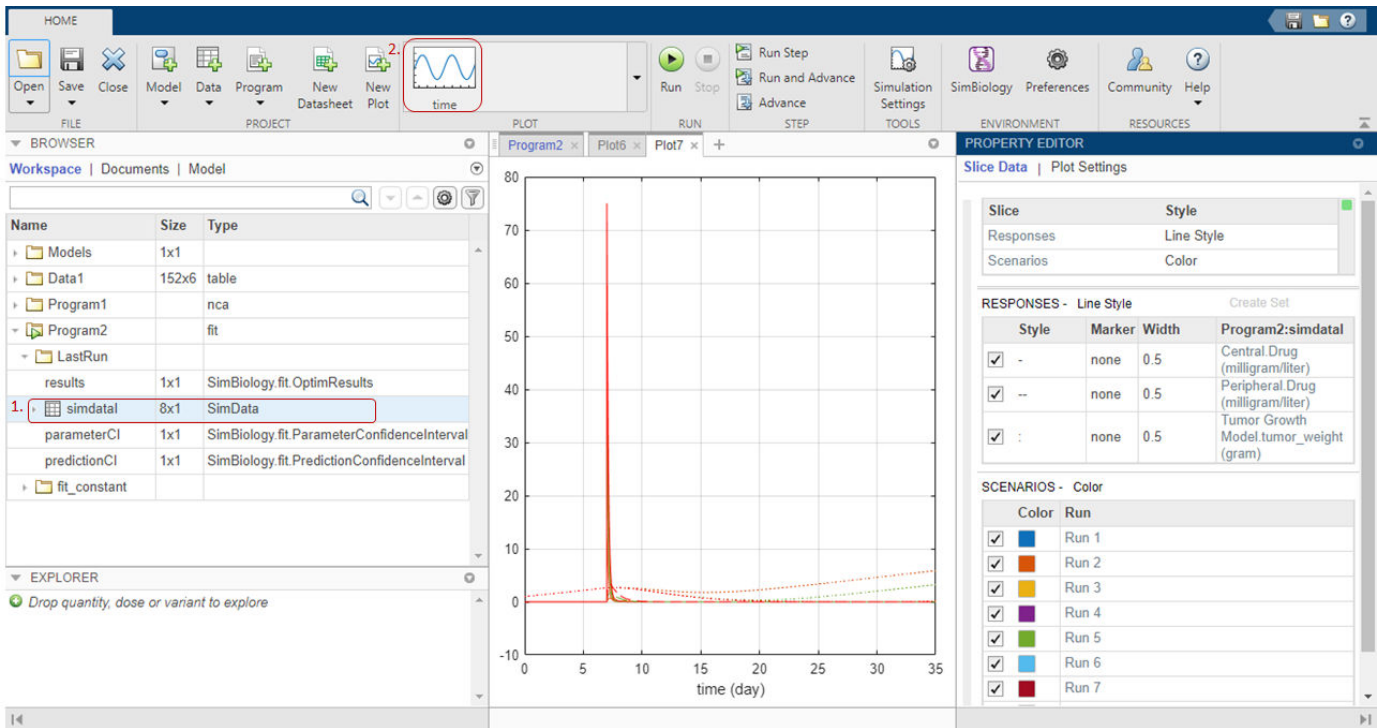 HOME
Open
Save
Close
Model
Data
Program
New Datasheet
New Plot
2.
time
Run
Stop
Run Step
Run and Advance
Advance
Simulation Settings
SimBiology
Preferences
Community
Help
FILE
PROJECT
PLOT
RUN
STEP
TOOLS
ENVIRONMENT
RESOURCES
BROWSER
Workspace | Documents | Model
Name Size Type
Models 1x1
Data1 152x6 table
Program1 nca
Program2 fit
LastRun
results 1x1 SimBiology.fit.OptimResults
1. simdataI 8x1 SimData
parameterCI 1x1 SimBiology.fit.ParameterConfidenceInterval
predictionCI 1x1 SimBiology.fit.PredictionConfidenceInterval
fit_constant
EXPLORER
Drop quantity, dose or variant to explore
Program2 × Plot6 × Plot7 × +
80
70
60
50
40
30
20
10
0
-10
0 5 10 15 20 25 30 35
time (day)
PROPERTY EDITOR
Slice Data | Plot Settings
Slice Style
Responses Line Style
Scenarios Color
RESPONSES - Line Style Create Set
Style Marker Width Program2:simdataI
- none 0.5 Central.Drug (milligram/liter)
-- none 0.5 Peripheral.Drug (milligram/liter)
: none 0.5 Tumor Growth Model.tumor_weight (gram)
SCENARIOS - Color
Color Run
Run 1
Run 2
Run 3
Run 4
Run 5
Run 6
Run 7